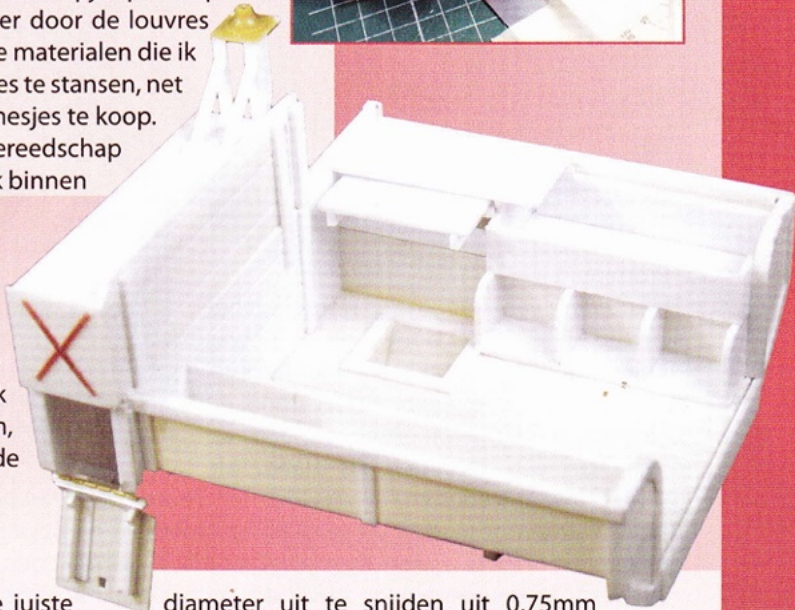 er door de louvres
e materialen die ik
es te stansen, net
nesjes te koop.
ereedschap
k binnen
k
n,
de
e juiste
diameter uit te snijden uit 0,75mm